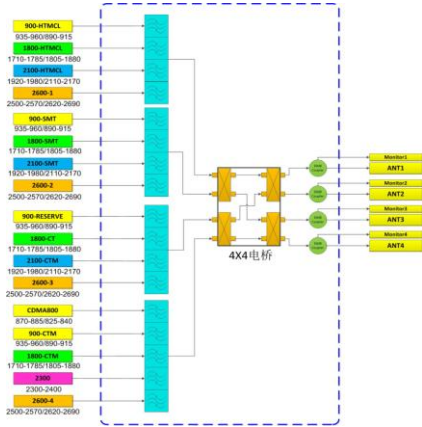 900-HTMCL
935-960/890-915
1800-HTMCL
1710-1785/1805-1880
2100-HTMCL
1920-1980/2110-2170
2600-1
2500-2570/2620-2690
900-SMT
935-960/890-915
1800-SMT
1710-1785/1805-1880
2100-SMT
1920-1980/2110-2170
2600-2
2500-2570/2620-2690
900-RESERVE
935-960/890-915
1800-CT
1710-1785/1805-1880
2100-CTM
1920-1980/2110-2170
2600-3
2500-2570/2620-2690
CDMA800
870-885/825-840
900-CTM
935-960/890-915
1800-CTM
1710-1785/1805-1880
2300
2300-2400
2600-4
2500-2570/2620-2690
4X4电桥
Monitor1
ANT1
Monitor2
ANT2
Monitor3
ANT3
Monitor4
ANT4